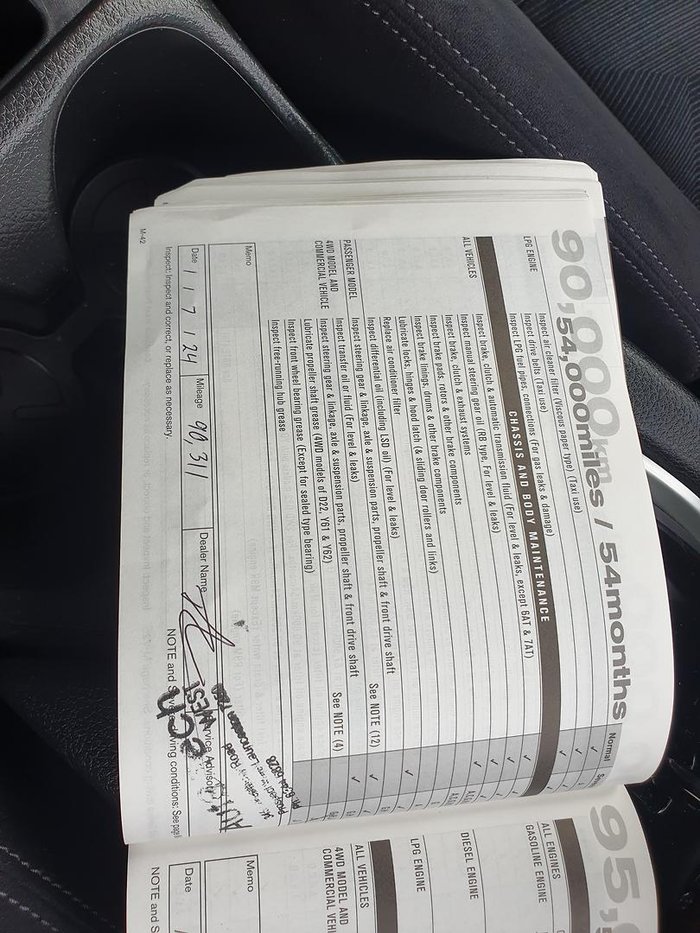 90,000km
54,000miles / 54months
Normal
LPG ENGINE
Inspect air cleaner filter (Viscous paper type) (Taxi use)
Inspect drive belts (Taxi use)
Inspect LPG fuel pipes, connections (For gas leaks & damage)
CHASSIS AND BODY MAINTENANCE
ALL VEHICLES
Inspect brake, clutch & automatic transmission fluid (For level & leaks, except 6AT & 7AT)
Inspect manual steering gear oil (RB type, For level & leaks)
Inspect brake, clutch & exhaust systems
Inspect brake pads, rotors & other brake components
Inspect brake linings, drums & other brake components
Lubricate locks, hinges & hood latch (& sliding door rollers and links)
Replace air conditioner filter
Inspect differential oil (including LSD oil) (For level & leaks) See NOTE (12)
PASSENGER MODEL
Inspect steering gear & linkage, axle & suspension parts, propeller shaft & front drive shaft
4WD MODEL AND
COMMERCIAL VEHICLE
Inspect transfer oil or fluid (For level & leaks) See NOTE (4)
Inspect steering gear & linkage, axle & suspension parts, propeller shaft & front drive shaft
Lubricate propeller shaft grease (4WD models of D22, Y61 & Y62)
Inspect front wheel bearing grease (Except for sealed type bearing)
Inspect free-running hub grease
Memo
Date 1 / 7 / 24 Mileage 90,311 Dealer Name
Launceston
Road
Service Advisor
Inspect: Inspect and correct, or replace as necessary.
NOTE and
driving conditions: See page
M-42
95,
ALL ENGINES
GASOLINE ENGINE
DIESEL ENGINE
LPG ENGINE
ALL VEHICLES
4WD MODEL AND
COMMERCIAL VEHI
Memo
Date
NOTE and S